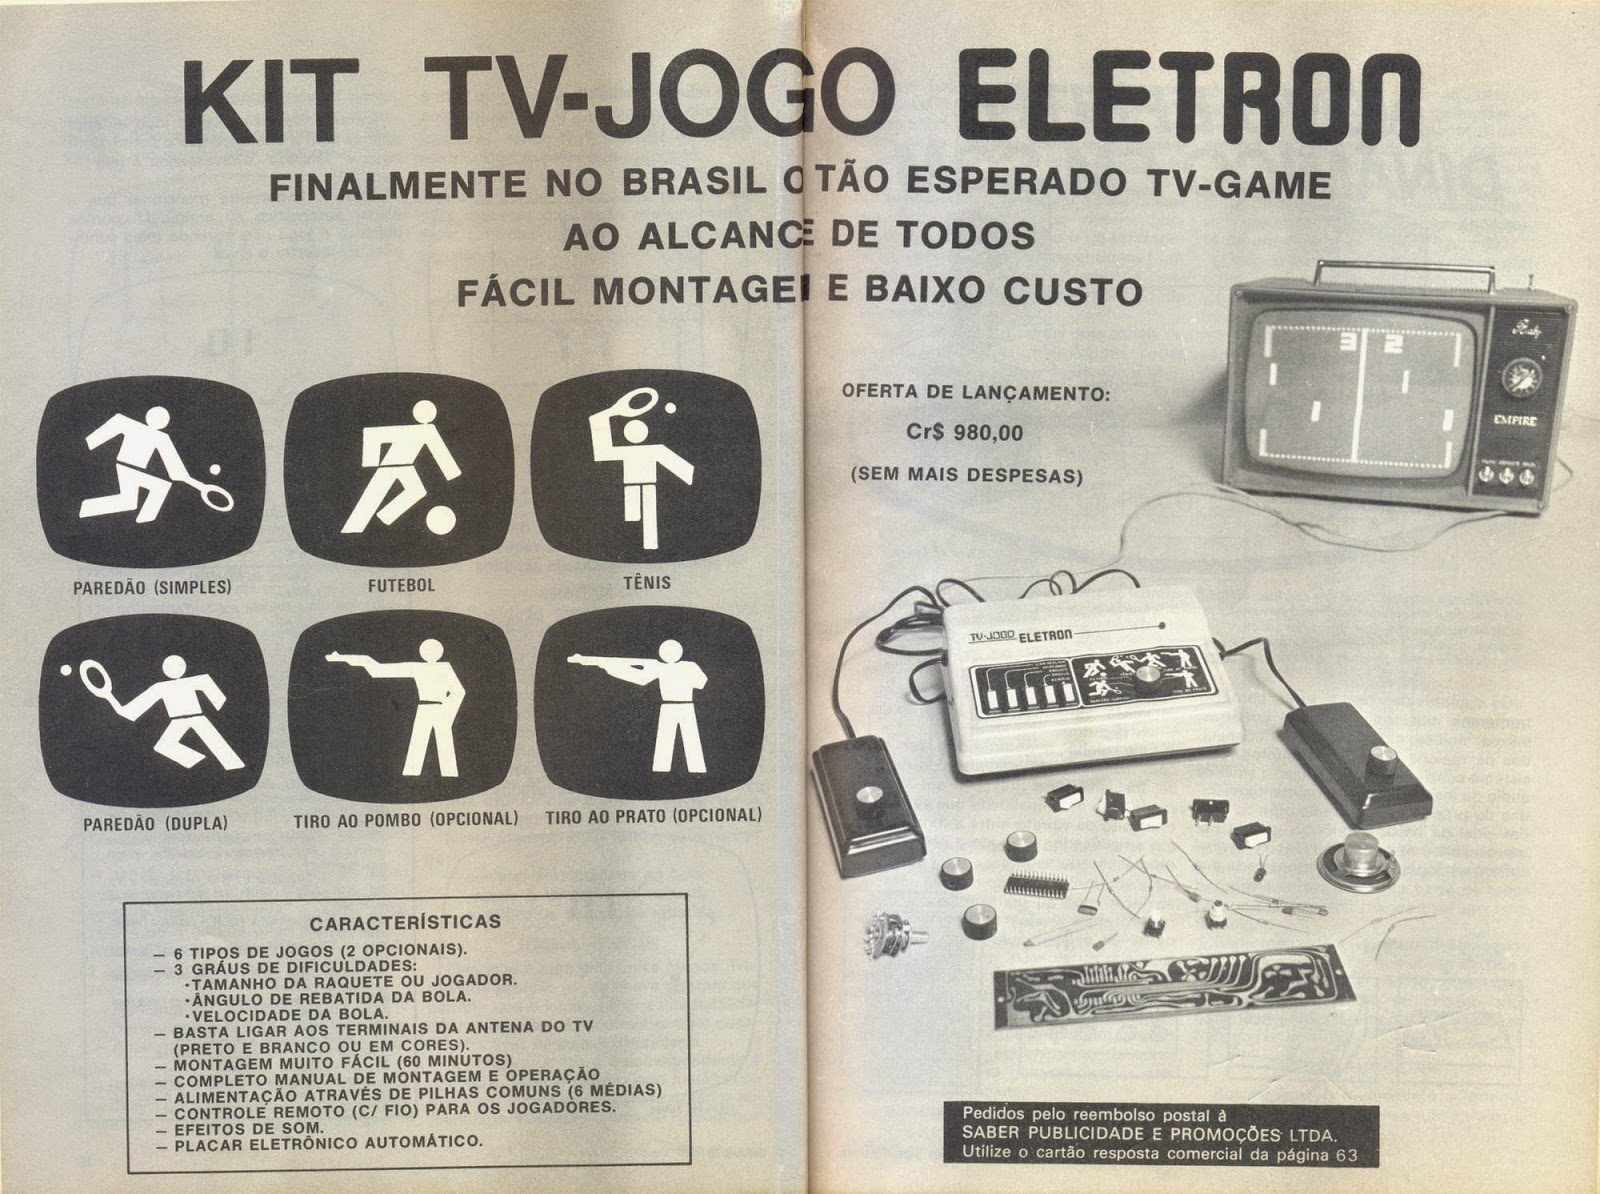 KIT TV-JOGO ELETRON
FINALMENTE NO BRASIL O TÃO ESPERADO TV-GAME
AO ALCANCE DE TODOS
FÁCIL MONTAGEM E BAIXO CUSTO
OFERTA DE LANÇAMENTO:
Cr$ 980,00
(SEM MAIS DESPESAS)
3 2
Baby
EMPIRE
PAREDÃO (SIMPLES)
FUTEBOL
TÊNIS
PAREDÃO (DUPLA)
TIRO AO POMBO (OPCIONAL)
TIRO AO PRATO (OPCIONAL)
TV-JOGO ELETRON
CARACTERÍSTICAS
— 6 TIPOS DE JOGOS (2 OPCIONAIS).
— 3 GRÁUS DE DIFICULDADES:
·TAMANHO DA RAQUETE OU JOGADOR.
·ÂNGULO DE REBATIDA DA BOLA.
·VELOCIDADE DA BOLA.
— BASTA LIGAR AOS TERMINAIS DA ANTENA DO TV
(PRETO E BRANCO OU EM CORES).
— MONTAGEM MUITO FÁCIL (60 MINUTOS)
— COMPLETO MANUAL DE MONTAGEM E OPERAÇÃO
— ALIMENTAÇÃO ATRAVÉS DE PILHAS COMUNS (6 MÉDIAS)
— CONTROLE REMOTO (C/ FIO) PARA OS JOGADORES.
— EFEITOS DE SOM.
— PLACAR ELETRÔNICO AUTOMÁTICO.
Pedidos pelo reembolso postal à
SABER PUBLICIDADE E PROMOÇÕES LTDA.
Utilize o cartão resposta comercial da página 63